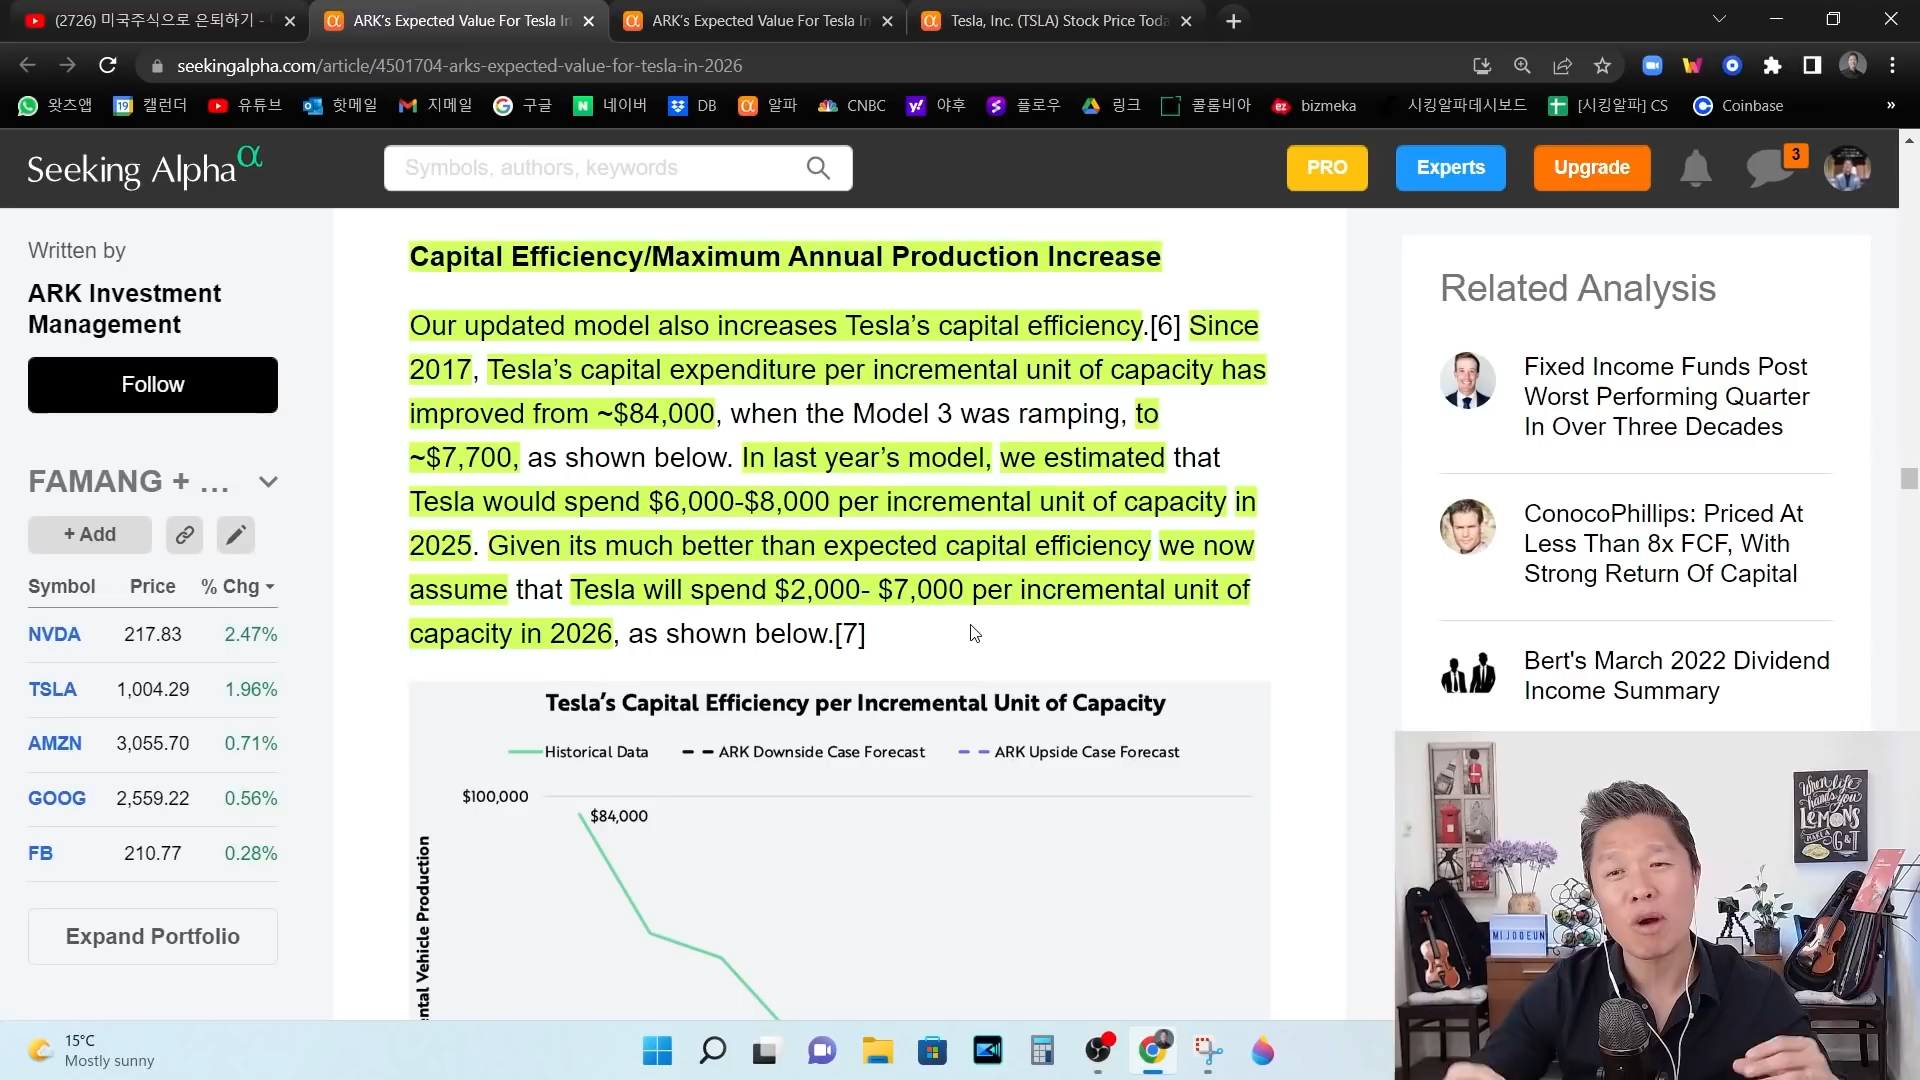 (2726) 미국주식으로 은퇴하기 -
ARK's Expected Value For Tesla In
ARK's Expected Value For Tesla In
Tesla, Inc. (TSLA) Stock Price Toda
seekingalpha.com/article/4501704-arks-expected-value-for-tesla-in-2026
왓츠앱
19
캘린더
유튜브
핫메일
지메일
구글
네이버
DB
알파
CNBC
야후
플로우
링크
콜롬비아
bizmeka
시킹알파데시보드
[시킹알파] CS
Coinbase
»
Seeking Alphaα
Symbols, authors, keywords
PRO
Experts
Upgrade
3
Written by
ARK Investment
Management
Follow
FAMANG + ...
+ Add
Symbol Price % Chg
NVDA 217.83 2.47%
TSLA 1,004.29 1.96%
AMZN 3,055.70 0.71%
GOOG 2,559.22 0.56%
FB 210.77 0.28%
Expand Portfolio
Capital Efficiency/Maximum Annual Production Increase
Our updated model also increases Tesla's capital efficiency.[6] Since
2017, Tesla's capital expenditure per incremental unit of capacity has
improved from ~$84,000, when the Model 3 was ramping, to
~$7,700, as shown below. In last year's model, we estimated that
Tesla would spend $6,000-$8,000 per incremental unit of capacity in
2025. Given its much better than expected capital efficiency we now
assume that Tesla will spend $2,000- $7,000 per incremental unit of
capacity in 2026, as shown below.[7]
Tesla's Capital Efficiency per Incremental Unit of Capacity
Historical Data
ARK Downside Case Forecast
ARK Upside Case Forecast
$100,000
$84,000
ental Vehicle Production
Related Analysis
Fixed Income Funds Post
Worst Performing Quarter
In Over Three Decades
ConocoPhillips: Priced At
Less Than 8x FCF, With
Strong Return Of Capital
Bert's March 2022 Dividend
Income Summary
When life
hands you
LEMONS
MAKE A
G&T
MIJOOEUN
15°C
Mostly sunny